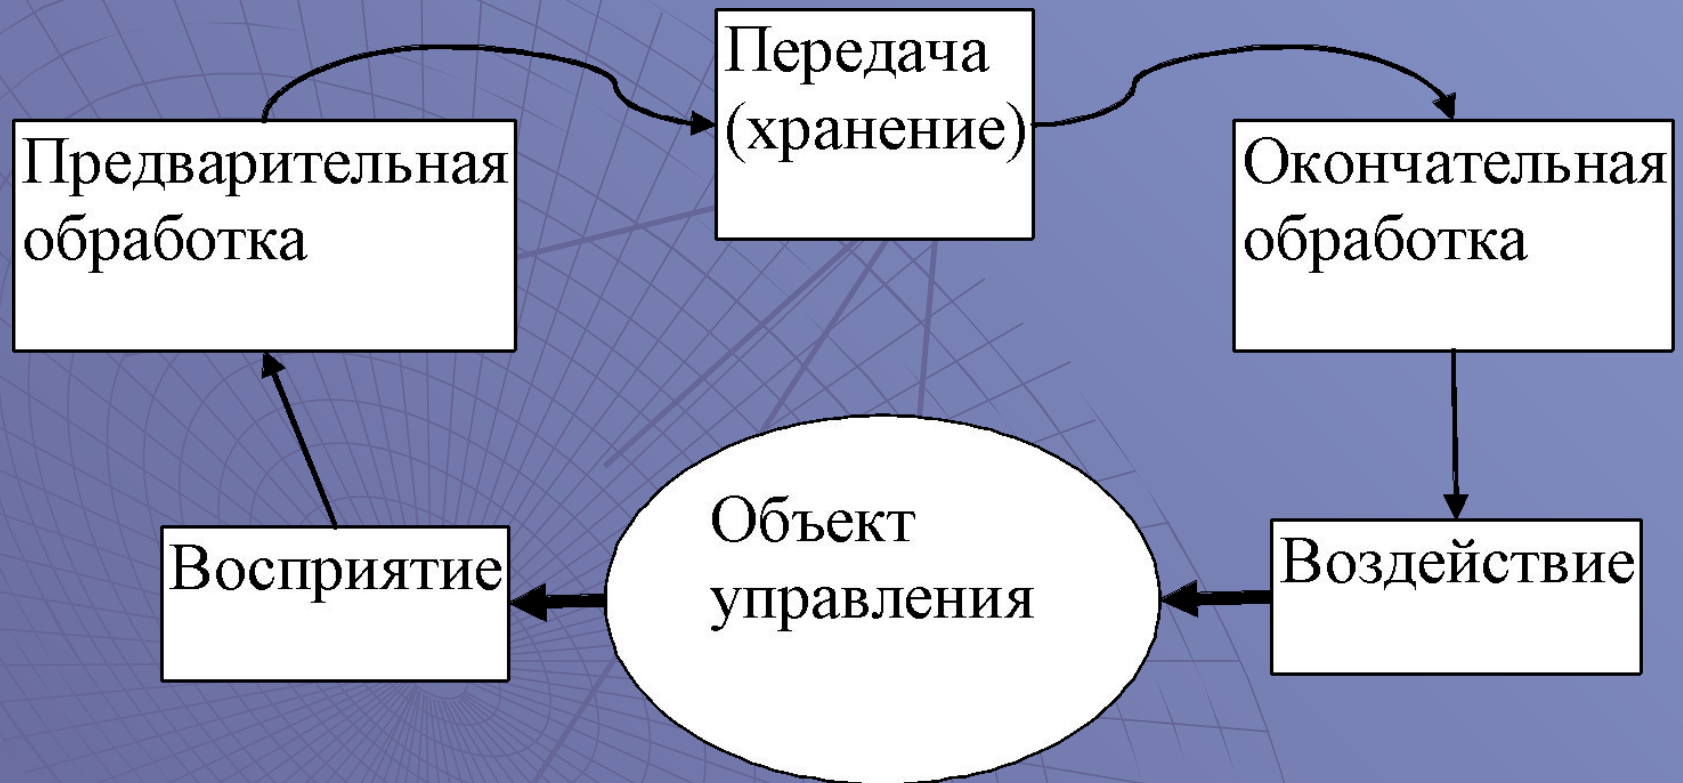 Передача
(хранение)
Предварительная
обработка
Окончательная
обработка
Восприятие
Объект
управления
Воздействие